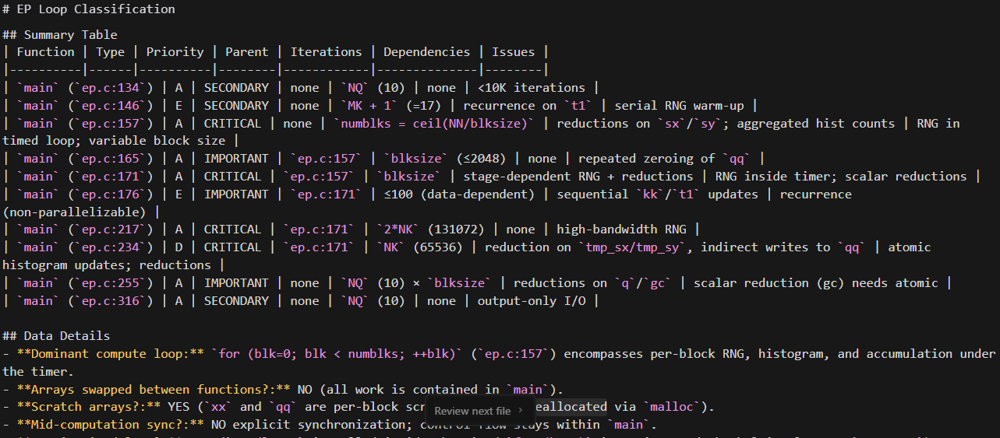 # EP Loop Classification
## Summary Table
| Function | Type | Priority | Parent | Iterations | Dependencies | Issues |
|----------|------|----------|--------|------------|--------------|--------|
| `main` (`ep.c:134`) | A | SECONDARY | none | `NQ` (10) | none | <10K iterations |
| `main` (`ep.c:146`) | E | SECONDARY | none | `MK + 1` (=17) | recurrence on `t1` | serial RNG warm-up |
| `main` (`ep.c:157`) | A | CRITICAL | none | `numblks = ceil(NN/blksize)` | reductions on `sx`/`sy`; aggregated hist counts | RNG in
timed loop; variable block size |
| `main` (`ep.c:165`) | A | IMPORTANT | `ep.c:157` | `blksize` (≤2048) | none | repeated zeroing of `qq` |
| `main` (`ep.c:171`) | A | CRITICAL | `ep.c:157` | `blksize` | stage-dependent RNG + reductions | RNG inside timer; scalar reductions |
| `main` (`ep.c:176`) | E | IMPORTANT | `ep.c:171` | ≤100 (data-dependent) | sequential `kk`/`t1` updates | recurrence
(non-parallelizable) |
| `main` (`ep.c:217`) | A | CRITICAL | `ep.c:171` | `2*NK` (131072) | none | high-bandwidth RNG |
| `main` (`ep.c:234`) | D | CRITICAL | `ep.c:171` | `NK` (65536) | reduction on `tmp_sx/tmp_sy`, indirect writes to `qq` | atomic
histogram updates; reductions |
| `main` (`ep.c:255`) | A | IMPORTANT | none | `NQ` (10) × `blksize` | reductions on `q`/`gc` | scalar reduction (gc) needs atomic |
| `main` (`ep.c:316`) | A | SECONDARY | none | `NQ` (10) | none | output-only I/O |
## Data Details
- **Dominant compute loop:** `for (blk=0; blk < numblks; ++blk)` (`ep.c:157`) encompasses per-block RNG, histogram, and accumulation under
the timer.
- **Arrays swapped between functions?:** NO (all work is contained in `main`).
- **Scratch arrays?:** YES (`xx` and `qq` are per-block scr eallocated via `malloc`).
Review next file >
- **Mid-computation sync?:** NO explicit synchronization; control flow stays within `main`.